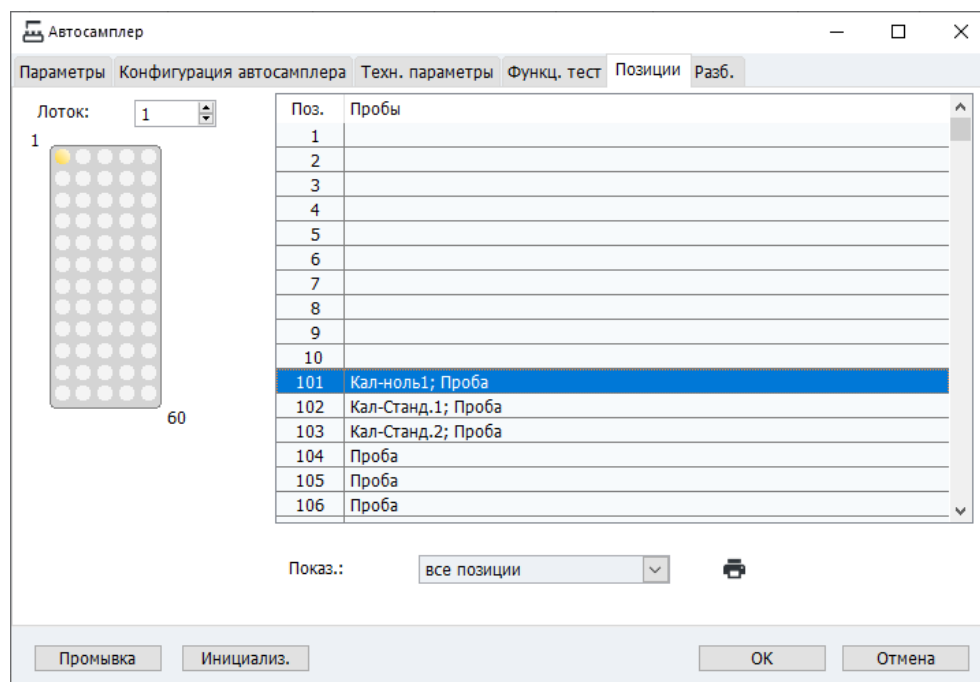 Автосамплер
Параметры Конфигурация автосамплера Техн. параметры Функц. тест Позиции Разб.
Лоток: 1
1
60
Поз. Пробы
1
2
3
4
5
6
7
8
9
10
101 Кал-ноль1; Проба
102 Кал-Станд.1; Проба
103 Кал-Станд.2; Проба
104 Проба
105 Проба
106 Проба
Показ.: все позиции
Промывка Инициализ. OK Отмена